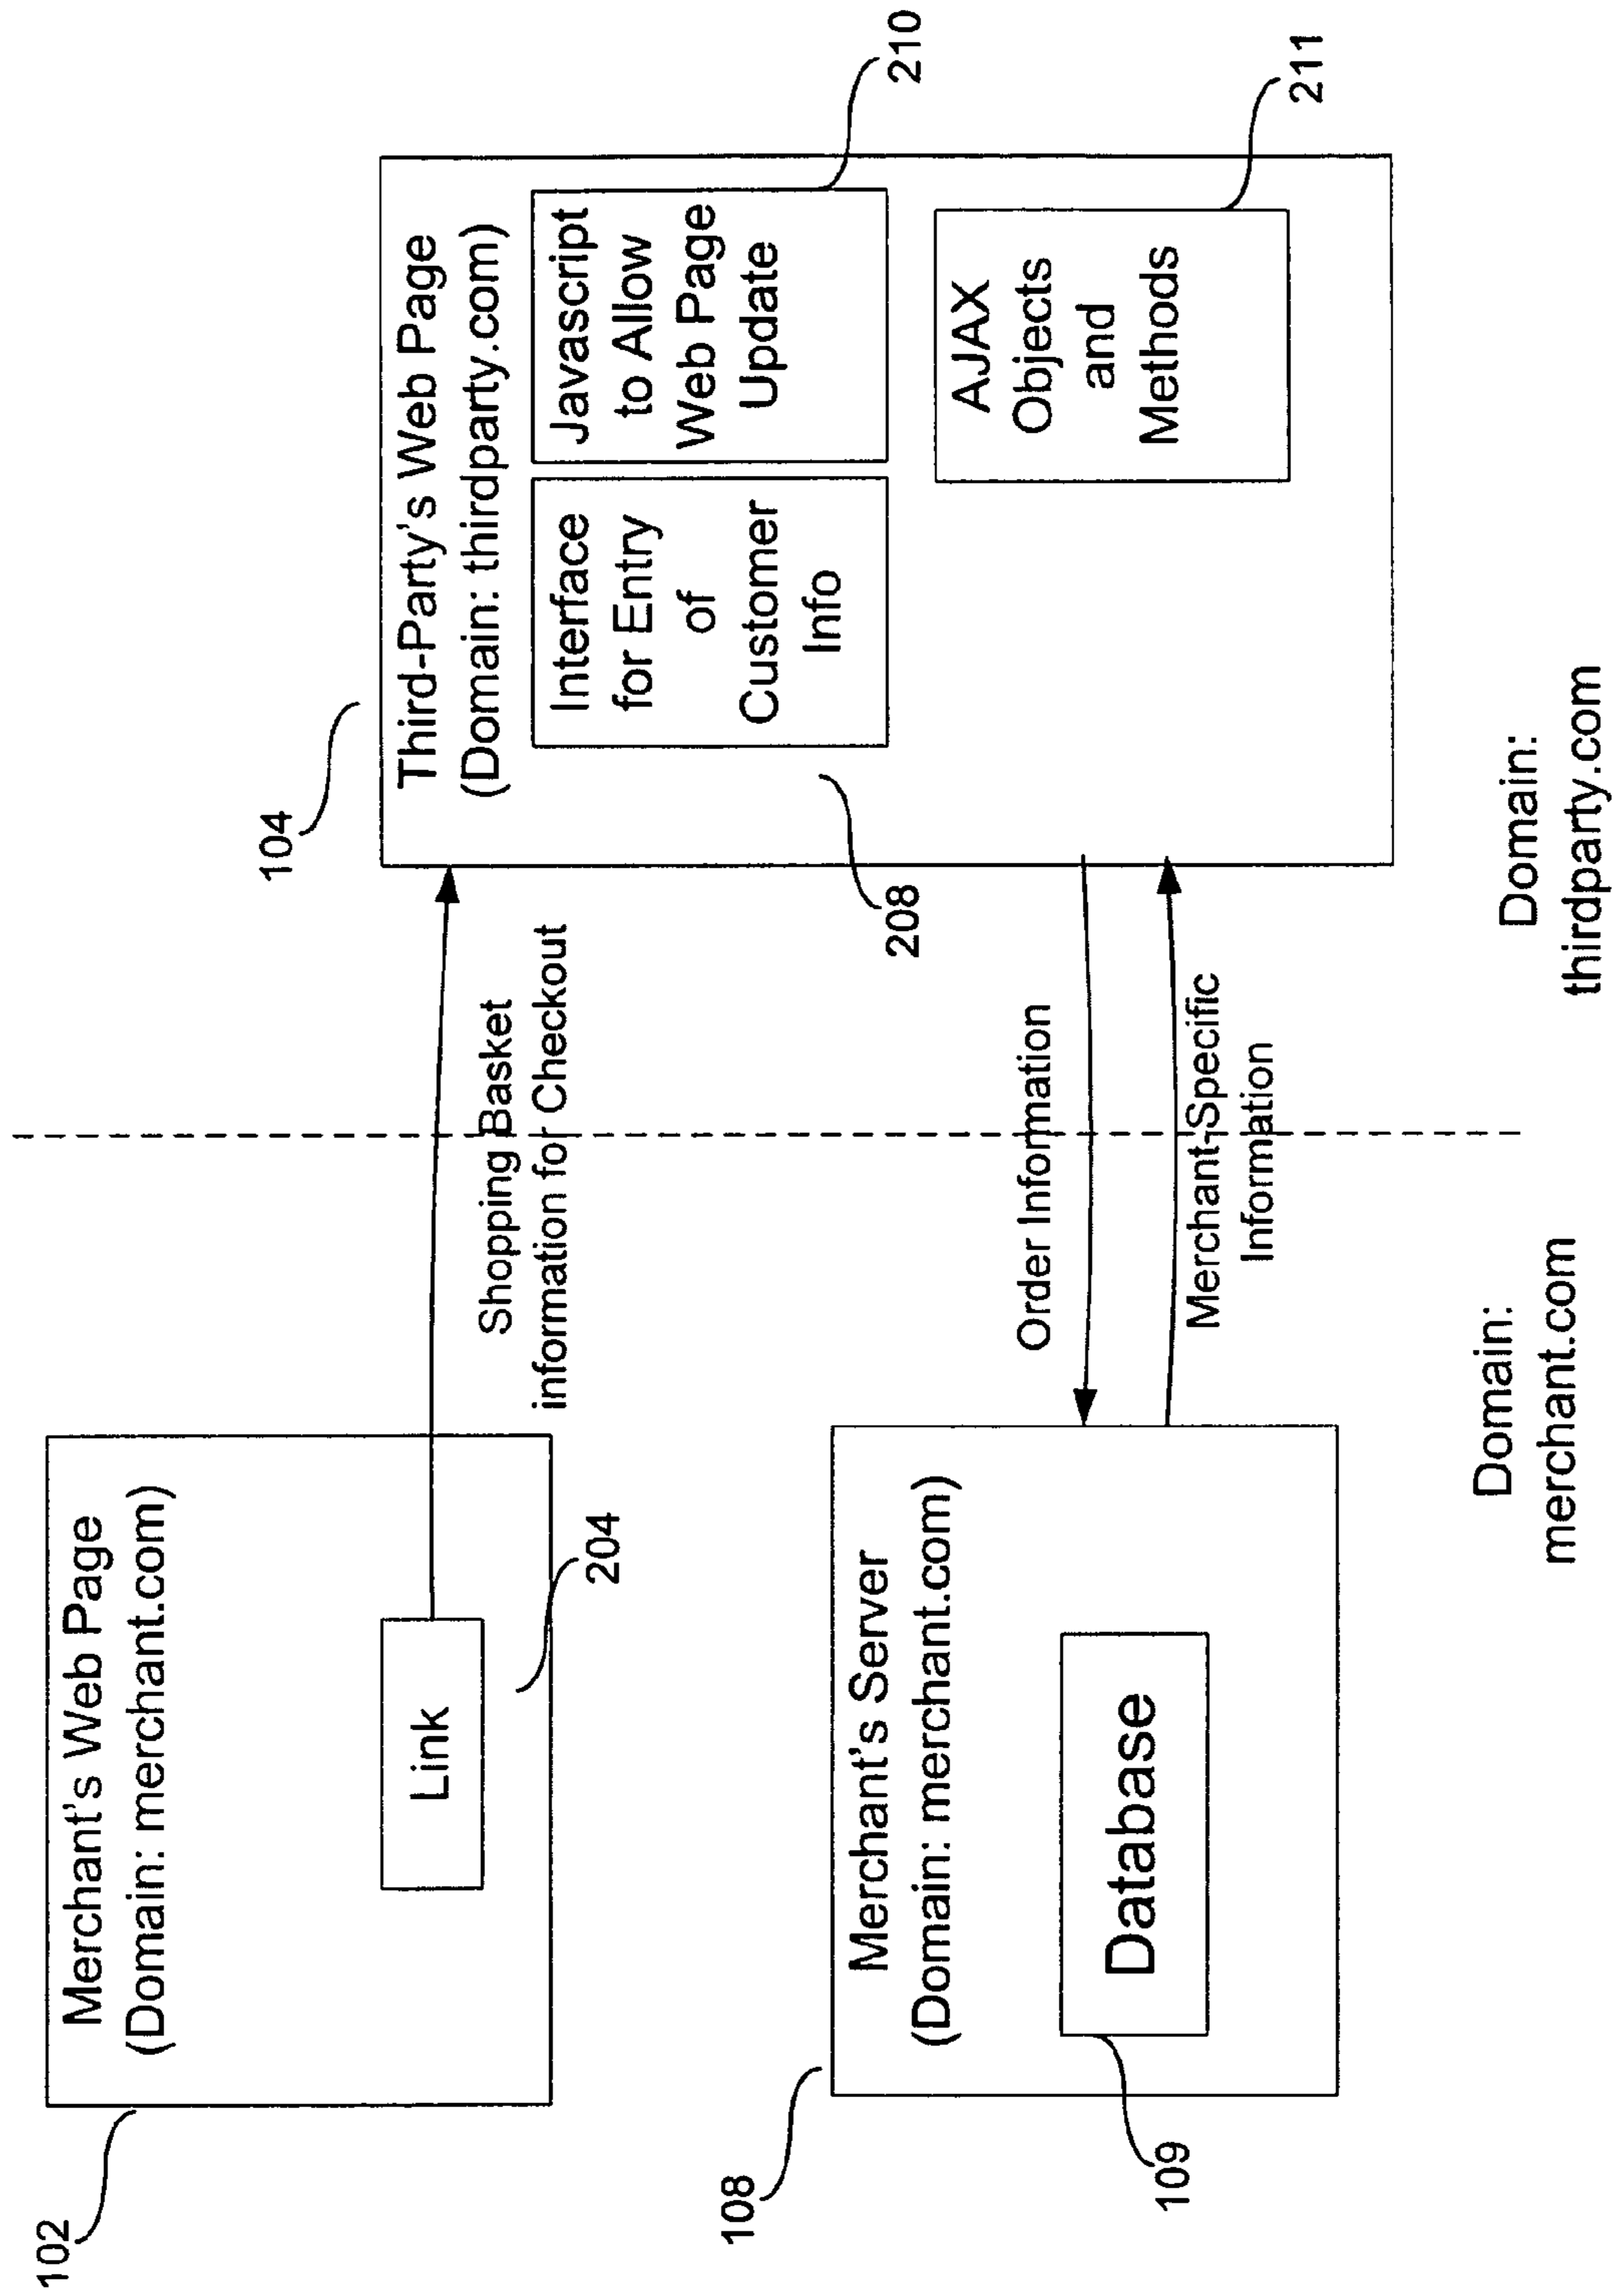 102
Merchant's Web Page
(Domain: merchant.com)
Link
204
Shopping Basket
information for Checkout
104
Third-Party's Web Page
(Domain: thirdparty.com)
Interface
for Entry
of
Customer
Info
208
Javascript
to Allow
Web Page
Update
210
AJAX
Objects
and
Methods
211
108
Merchant's Server
(Domain: merchant.com)
Database
109
Order Information
Merchant-Specific
Information
Domain:
merchant.com
Domain:
thirdparty.com